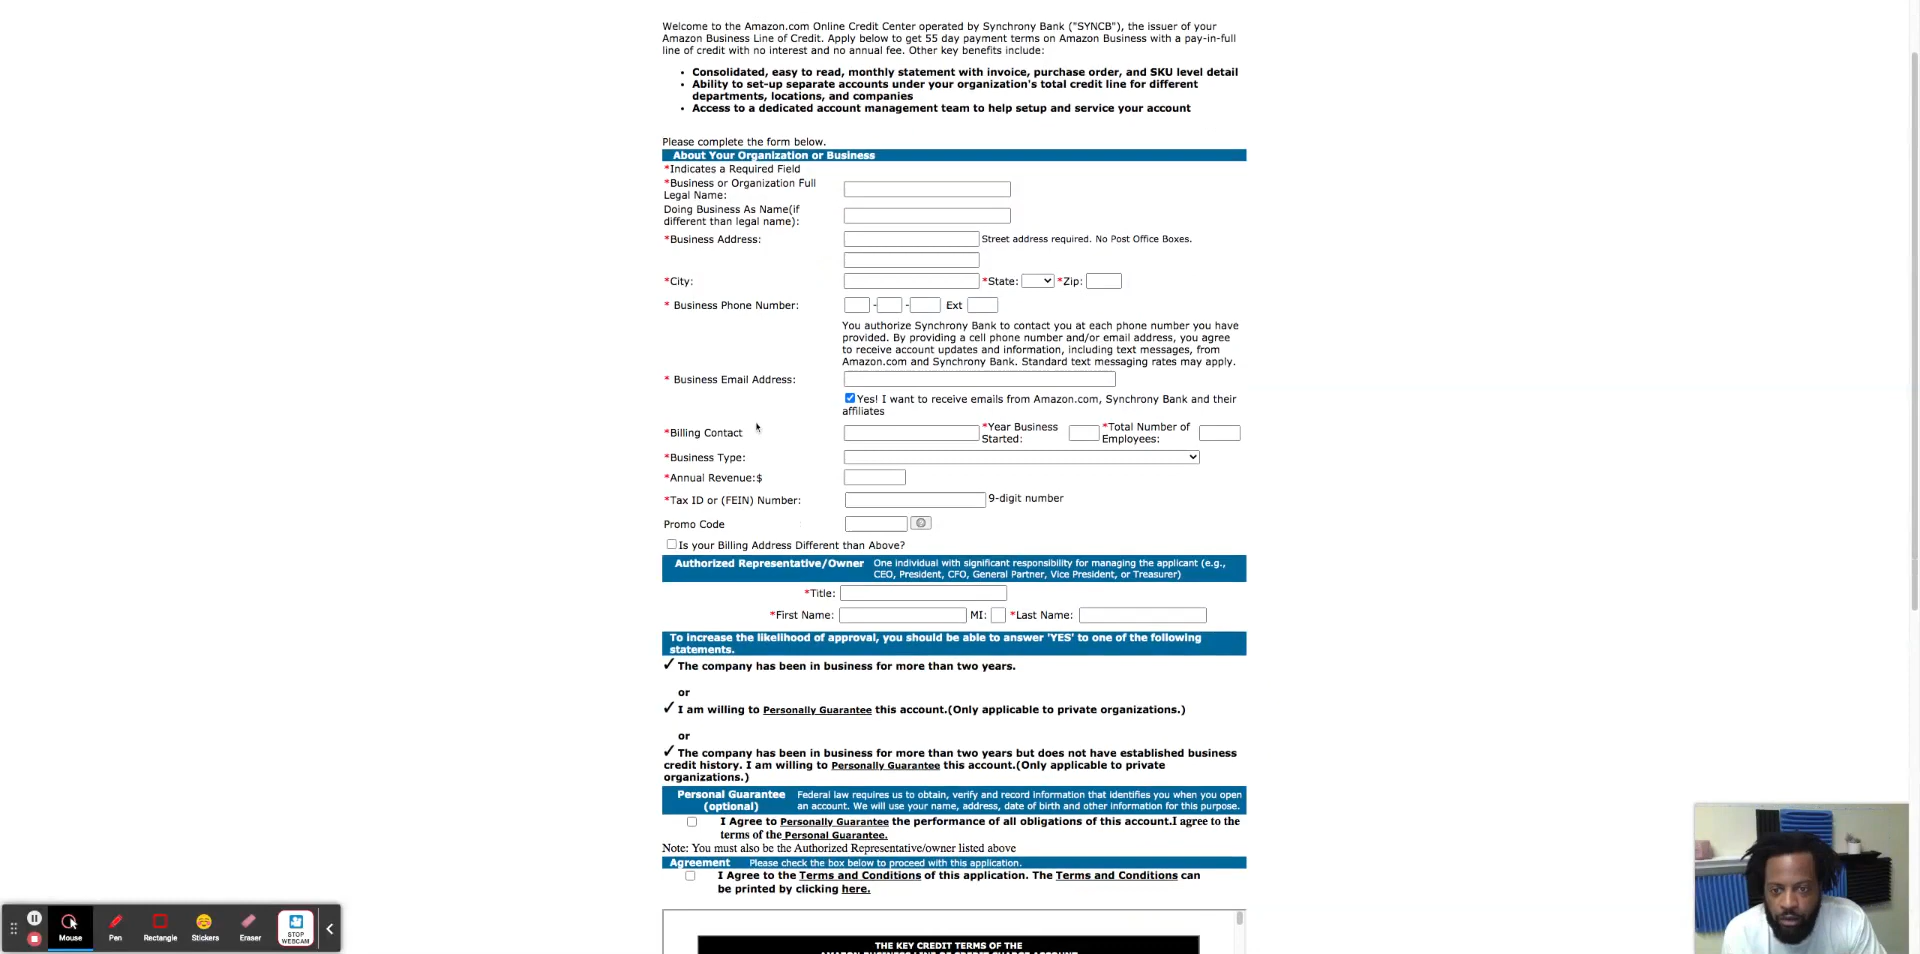 Welcome to the Amazon.com Online Credit Center operated by Synchrony Bank ("SYNCB"), the issuer of your
Amazon Business Line of Credit. Apply below to get 55 day payment terms on Amazon Business with a pay-in-full
line of credit with no interest and no annual fee. Other key benefits include:
• Consolidated, easy to read, monthly statement with invoice, purchase order, and SKU level detail
• Ability to set-up separate accounts under your organization's total credit line for different
departments, locations, and companies
• Access to a dedicated account management team to help setup and service your account
Please complete the form below.
About Your Organization or Business
*Indicates a Required Field
*Business or Organization Full
Legal Name:
Doing Business As Name(if
different than legal name):
*Business Address: Street address required. No Post Office Boxes.
*City: *State: *Zip:
* Business Phone Number: - - Ext
You authorize Synchrony Bank to contact you at each phone number you have
provided. By providing a cell phone number and/or email address, you agree
to receive account updates and information, including text messages, from
Amazon.com and Synchrony Bank. Standard text messaging rates may apply.
* Business Email Address:
Yes! I want to receive emails from Amazon.com, Synchrony Bank and their
affiliates
*Billing Contact *Year Business Started: *Total Number of Employees:
*Business Type:
*Annual Revenue:$
*Tax ID or (FEIN) Number: 9-digit number
Promo Code :
Is your Billing Address Different than Above?
Authorized Representative/Owner One individual with significant responsibility for managing the applicant (e.g.,
CEO, President, CFO, General Partner, Vice President, or Treasurer)
*Title:
*First Name: MI: *Last Name:
To increase the likelihood of approval, you should be able to answer 'YES' to one of the following
statements.
✓ The company has been in business for more than two years.
or
✓ I am willing to Personally Guarantee this account.(Only applicable to private organizations.)
or
✓ The company has been in business for more than two years but does not have established business
credit history. I am willing to Personally Guarantee this account.(Only applicable to private
organizations.)
Personal Guarantee Federal law requires us to obtain, verify and record information that identifies you when you open
(optional) an account. We will use your name, address, date of birth and other information for this purpose.
I Agree to Personally Guarantee the performance of all obligations of this account.I agree to the
terms of the Personal Guarantee.
Note: You must also be the Authorized Representative/owner listed above
Agreement Please check the box below to proceed with this application.
I Agree to the Terms and Conditions of this application. The Terms and Conditions can
be printed by clicking here.
THE KEY CREDIT TERMS OF THE
AMAZON BUSINESS LINE OF CREDIT CHARGE ACCOUNT
Mouse Pen Rectangle Stickers Eraser STOP WEBCAM